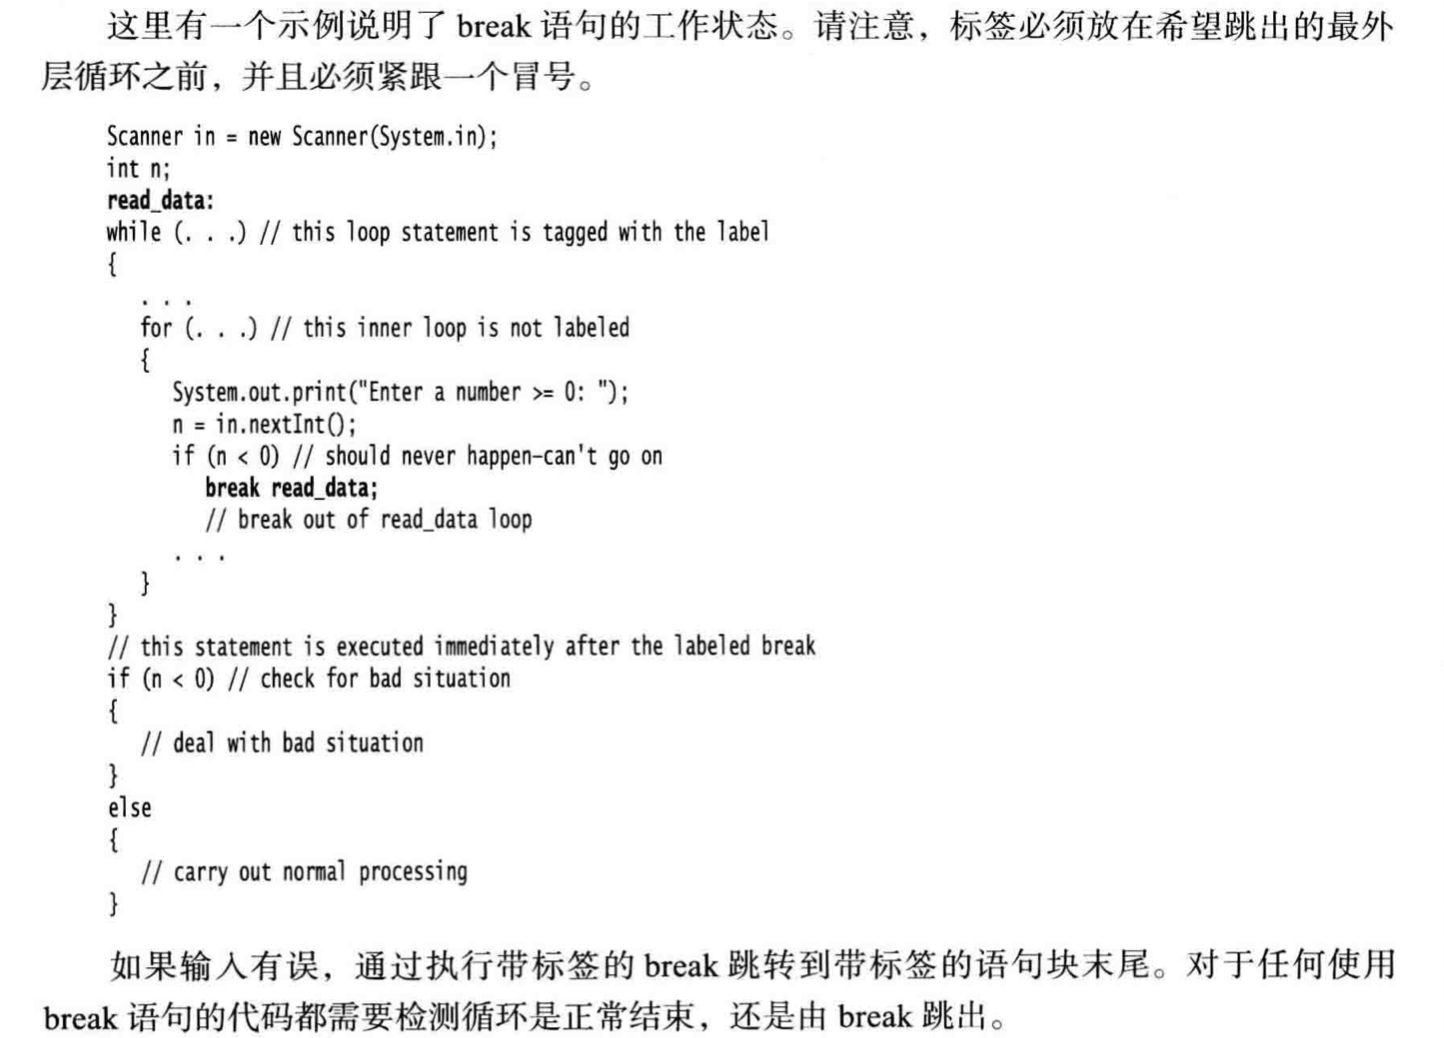 这里有一个示例说明了 break 语句的工作状态。请注意，标签必须放在希望跳出的最外
层循环之前，并且必须紧跟一个冒号。
Scanner in = new Scanner(System.in);
int n;
read_data:
while (. . .) // this loop statement is tagged with the label
{
. . .
for (. . .) // this inner loop is not labeled
{
System.out.print("Enter a number >= 0: ");
n = in.nextInt();
if (n < 0) // should never happen-can't go on
break read_data;
// break out of read_data loop
. . .
}
}
// this statement is executed immediately after the labeled break
if (n < 0) // check for bad situation
{
// deal with bad situation
}
else
{
// carry out normal processing
}
如果输入有误，通过执行带标签的 break 跳转到带标签的语句块末尾。对于任何使用
break 语句的代码都需要检测循环是正常结束，还是由 break 跳出。